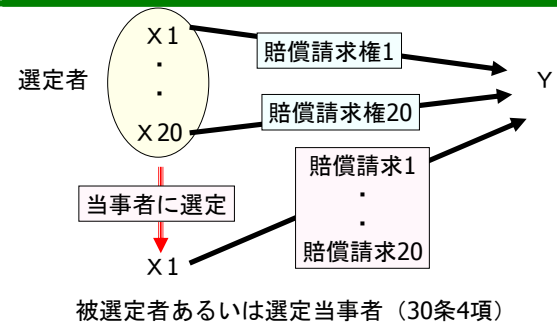 X1
・
・
X20
選定者
賠償請求権1
賠償請求権20
Y
当事者に選定
X1
賠償請求1
・
・
賠償請求20
被選定者あるいは選定当事者（30条4項）